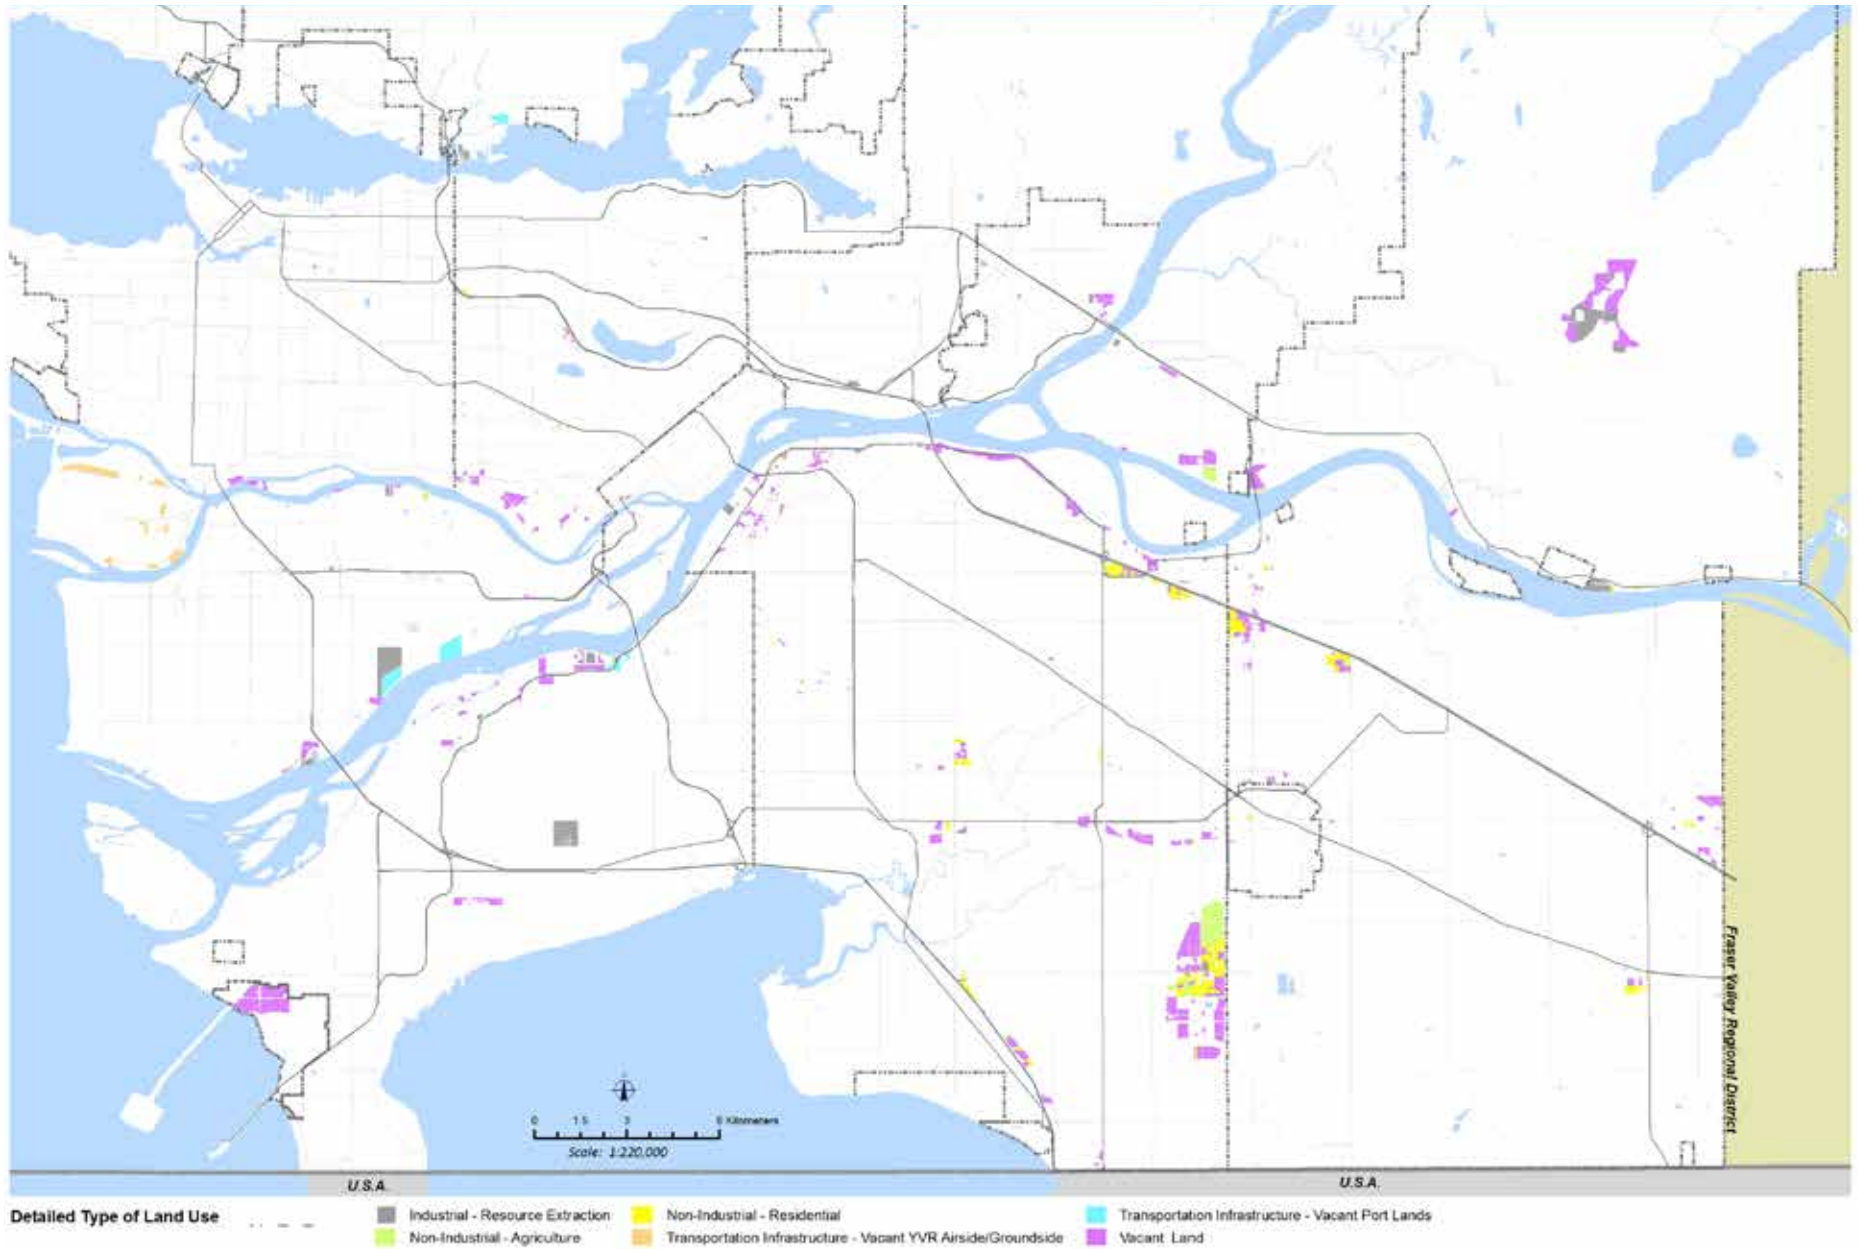 Fraser Valley Regional District
0 1.5 3 6 Kilometers
Scale: 1:220,000
U.S.A.
U.S.A.
Detailed Type of Land Use
Industrial - Resource Extraction
Non-Industrial - Residential
Transportation Infrastructure - Vacant Port Lands
Non-Industrial - Agriculture
Transportation Infrastructure - Vacant YVR Airside/Groundside
Vacant Land